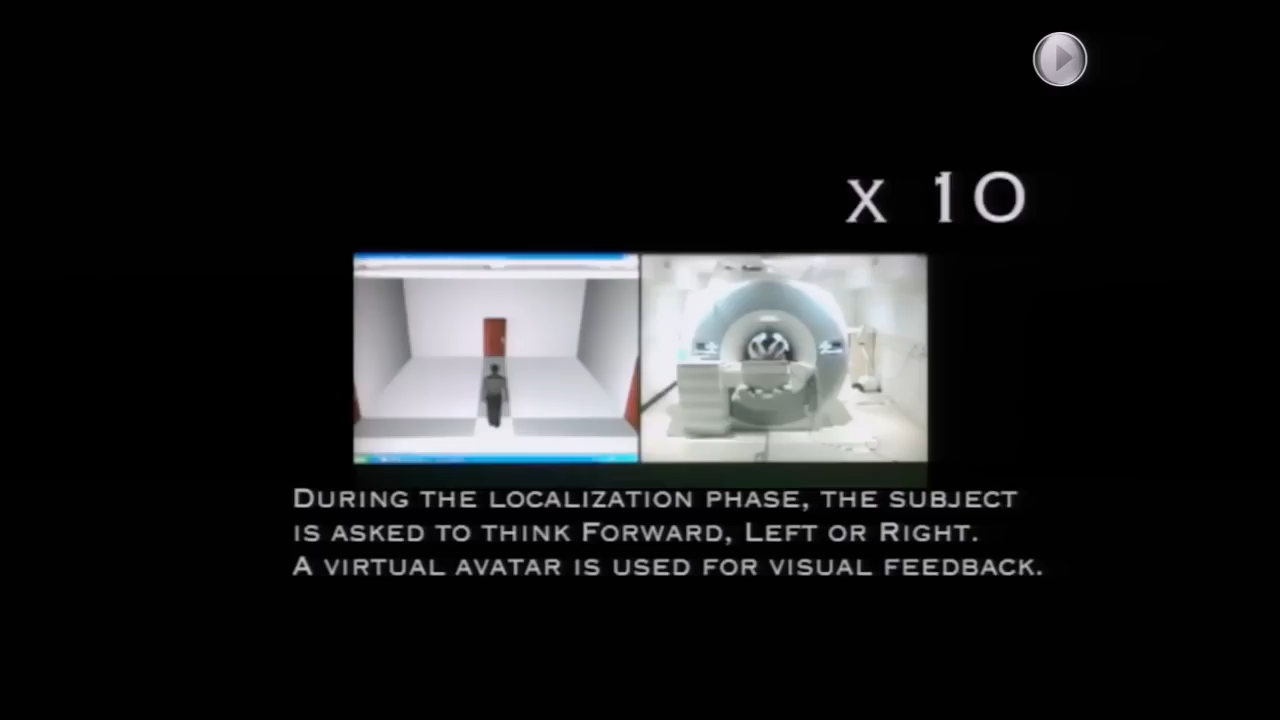 x 10
During the localization phase, the subject
is asked to think Forward, Left or Right.
A virtual avatar is used for visual feedback.